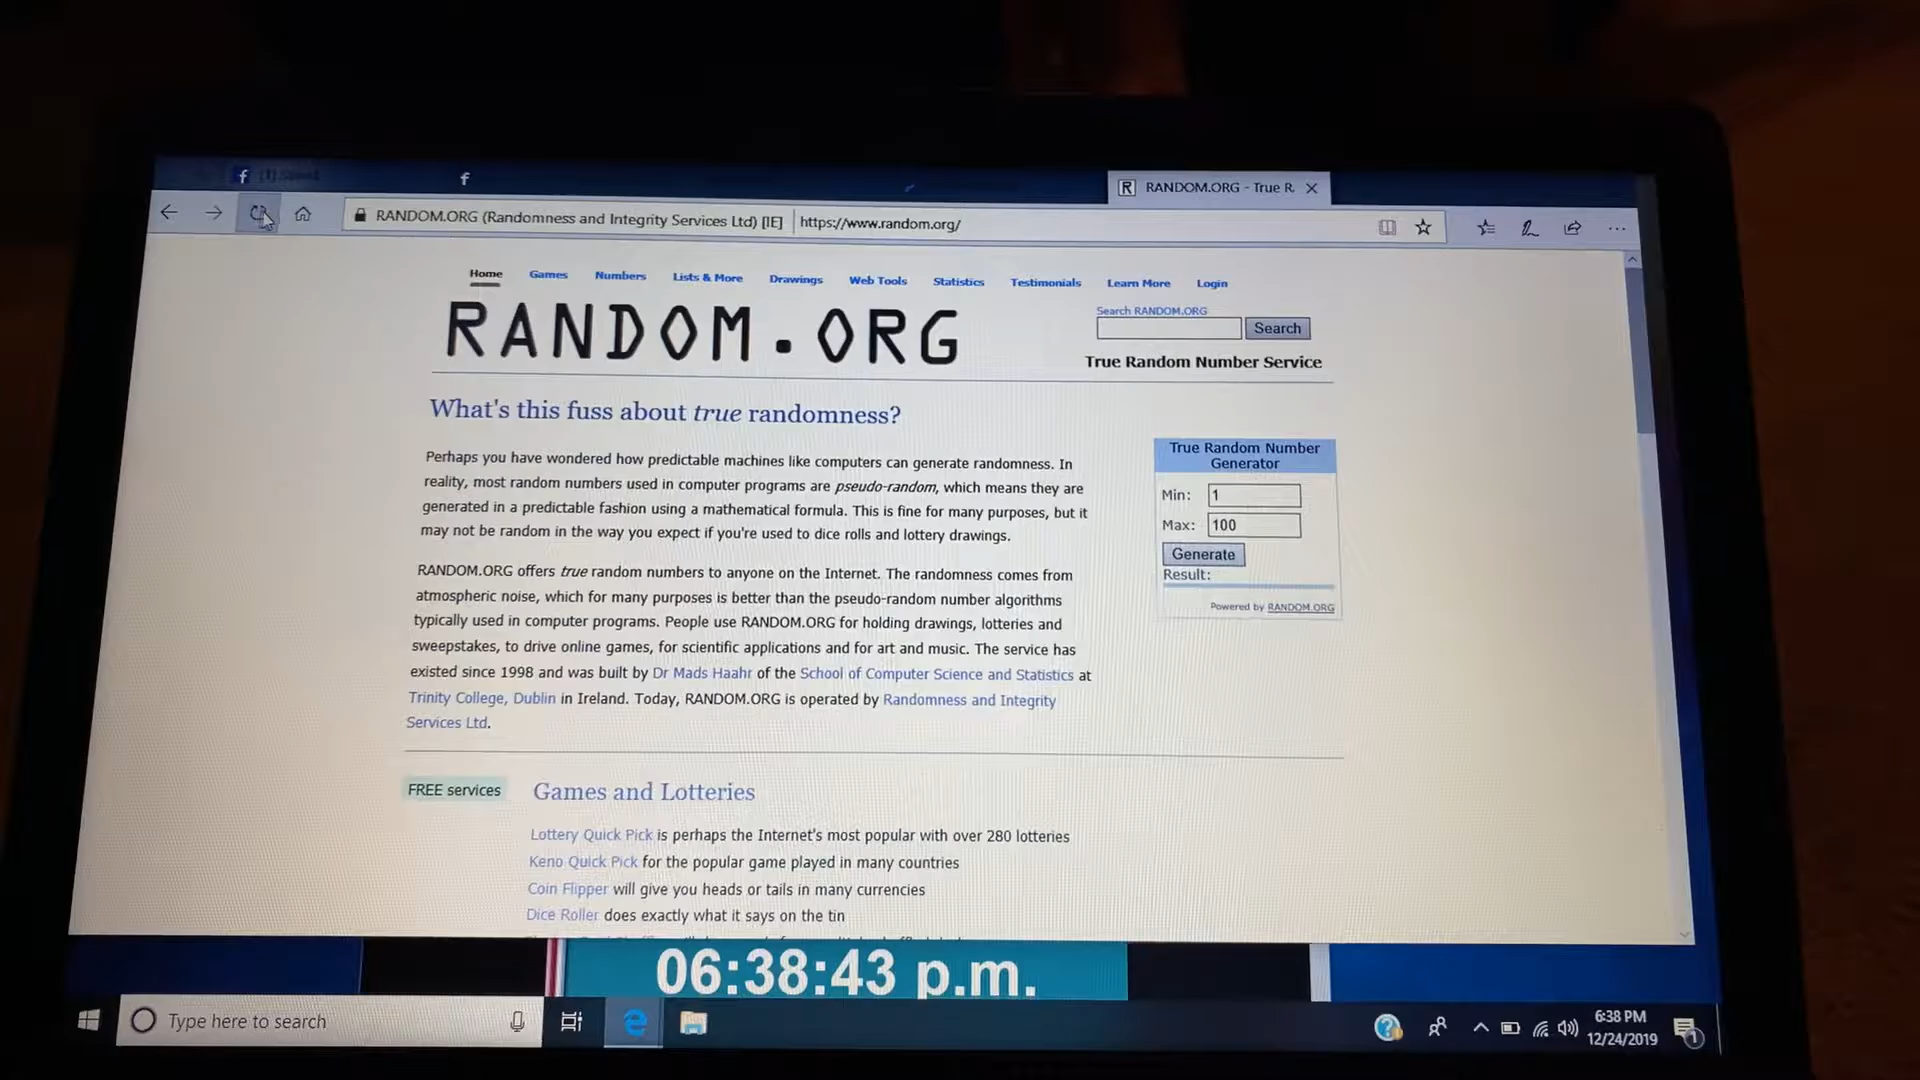 RANDOM.ORG - True R
RANDOM.ORG (Randomness and Integrity Services Ltd) [IE] https://www.random.org/
Home Games Numbers Lists & More Drawings Web Tools Statistics Testimonials Learn More Login
RANDOM.ORG
Search RANDOM.ORG
Search
True Random Number Service
What's this fuss about true randomness?
Perhaps you have wondered how predictable machines like computers can generate randomness. In
reality, most random numbers used in computer programs are pseudo-random, which means they are
generated in a predictable fashion using a mathematical formula. This is fine for many purposes, but it
may not be random in the way you expect if you're used to dice rolls and lottery drawings.
RANDOM.ORG offers true random numbers to anyone on the Internet. The randomness comes from
atmospheric noise, which for many purposes is better than the pseudo-random number algorithms
typically used in computer programs. People use RANDOM.ORG for holding drawings, lotteries and
sweepstakes, to drive online games, for scientific applications and for art and music. The service has
existed since 1998 and was built by Dr Mads Haahr of the School of Computer Science and Statistics at
Trinity College, Dublin in Ireland. Today, RANDOM.ORG is operated by Randomness and Integrity
Services Ltd.
True Random Number
Generator
Min: 1
Max: 100
Generate
Result:
Powered by RANDOM.ORG
FREE services
Games and Lotteries
Lottery Quick Pick is perhaps the Internet's most popular with over 280 lotteries
Keno Quick Pick for the popular game played in many countries
Coin Flipper will give you heads or tails in many currencies
Dice Roller does exactly what it says on the tin
06:38:43 p.m.
Type here to search
6:38 PM
12/24/2019
1